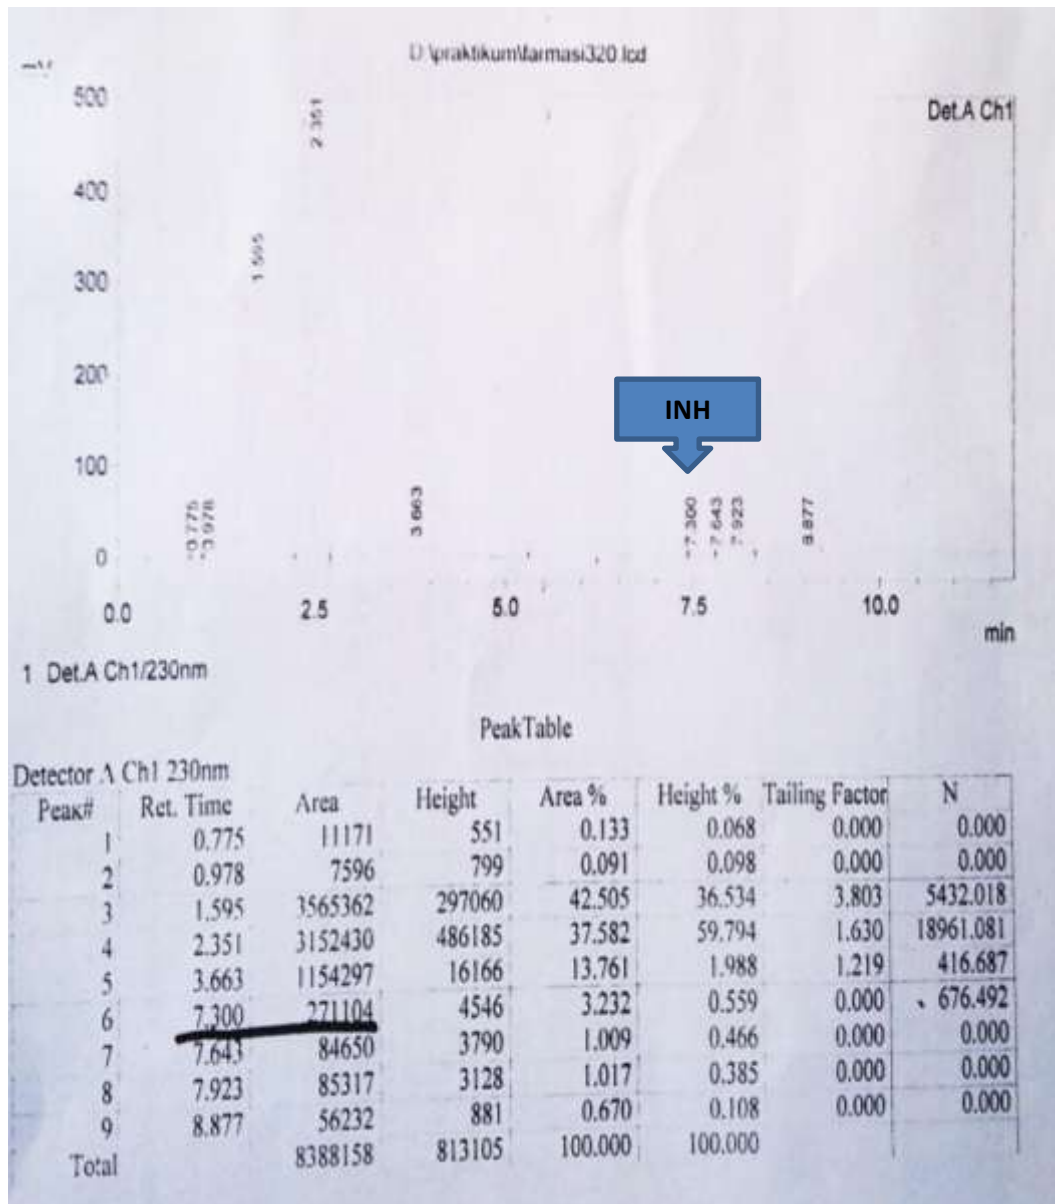 D:\praktikum\farmasi320.lcd
500
Det.A Ch1
2.351
400
1.595
300
200
INH
100
0.775
0.978
3.663
7.300
7.643
7.923
8.877
0
0.0 2.5 5.0 7.5 10.0
min
1 Det.A Ch1/230nm
PeakTable
Detector A Ch1 230nm
Peak# Ret. Time Area Height Area % Height % Tailing Factor N
1 0.775 11171 551 0.133 0.068 0.000 0.000
2 0.978 7596 799 0.091 0.098 0.000 0.000
3 1.595 3565362 297060 42.505 36.534 3.803 5432.018
4 2.351 3152430 486185 37.582 59.794 1.630 18961.081
5 3.663 1154297 16166 13.761 1.988 1.219 416.687
6 7.300 271104 4546 3.232 0.559 0.000 676.492
7 7.643 84650 3790 1.009 0.466 0.000 0.000
8 7.923 85317 3128 1.017 0.385 0.000 0.000
9 8.877 56232 881 0.670 0.108 0.000 0.000
Total 8388158 813105 100.000 100.000